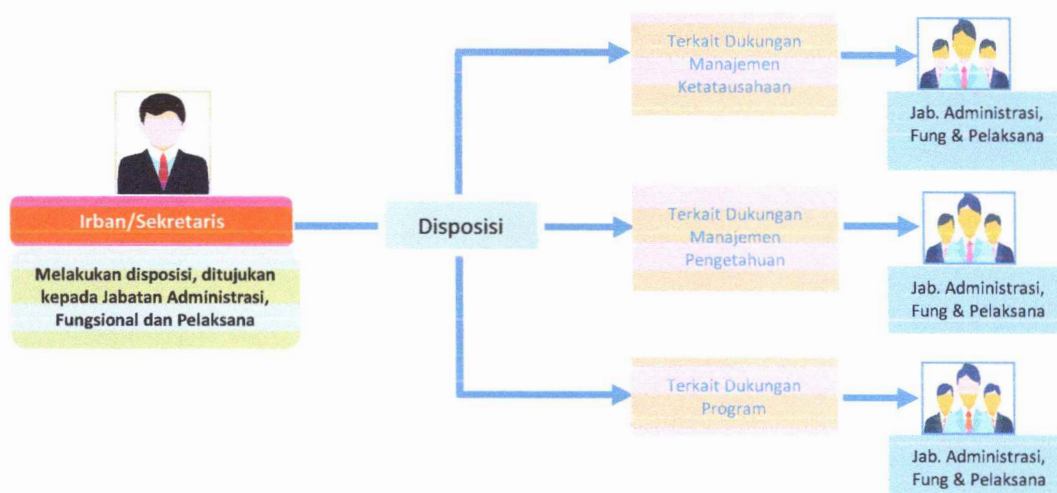 Irban/Sekretaris
Melakukan disposisi, ditujukan
kepada Jabatan Administrasi,
Fungsional dan Pelaksana
Disposisi
Terkait Dukungan
Manajemen
Ketatausahaan
Jab. Administrasi,
Fung & Pelaksana
Terkait Dukungan
Manajemen
Pengetahuan
Jab. Administrasi,
Fung & Pelaksana
Terkait Dukungan
Program
Jab. Administrasi,
Fung & Pelaksana